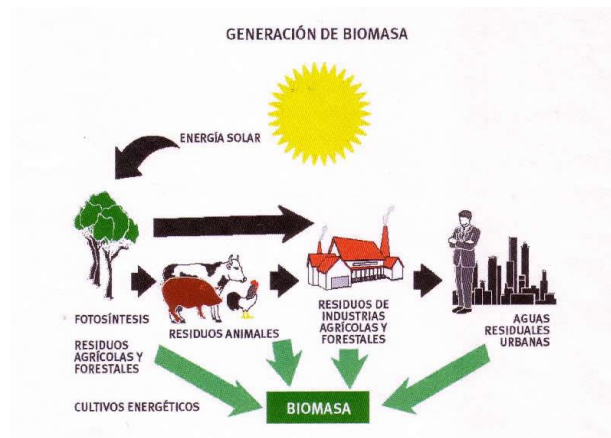 GENERACIÓN DE BIOMASA
ENERGÍA SOLAR
FOTOSÍNTESIS
RESIDUOS
AGRÍCOLAS Y
FORESTALES
CULTIVOS ENERGÉTICOS
RESIDUOS ANIMALES
RESIDUOS DE
INDUSTRIAS
AGRÍCOLAS Y
FORESTALES
AGUAS
RESIDUALES
URBANAS
BIOMASA